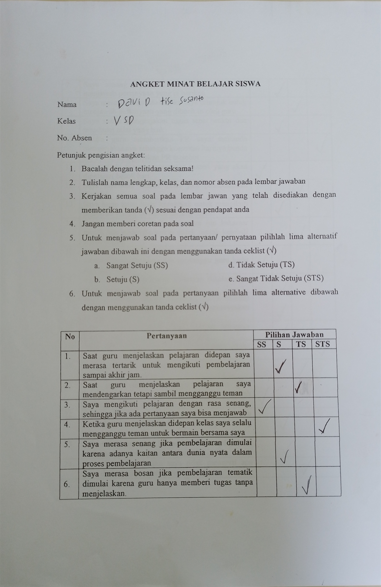 ANGKET MINAT BELAJAR SISWA
Nama : DaviD Susanto
Kelas : V SD
No. Absen :
Petunjuk pengisian angket:
1. Bacalah dengan telitidan seksama!
2. Tulislah nama lengkap, kelas, dan nomor absen pada lembar jawaban
3. Kerjakan semua soal pada lembar jawan yang telah disediakan dengan
memberikan tanda (√) sesuai dengan pendapat anda
4. Jangan memberi coretan pada soal
5. Untuk menjawab soal pada pertanyaan/ pernyataan pilihlah lima alternatif
jawaban dibawah ini dengan menggunakan tanda ceklist (√)
a. Sangat Setuju (SS) d. Tidak Setuju (TS)
b. Setuju (S) e. Sangat Tidak Setuju (STS)
6. Untuk menjawab soal pada pertanyaan pilihlah lima alternative dibawah
dengan menggunakan tanda ceklist (√)
No Pertanyaan Pilihan Jawaban
SS S TS STS
1. Saat guru menjelaskan pelajaran didepan saya
merasa tertarik untuk mengikuti pembelajaran
sampai akhir jam. √
2. Saat guru menjelaskan pelajaran saya
mendengarkan tetapi sambil mengganggu teman √
3. Saya mengikuti pelajaran dengan rasa senang,
sehingga jika ada pertanyaan saya bisa menjawab √
4. Ketika guru menjelaskan didepan kelas saya selalu
mengganggu teman untuk bermain bersama saya √
5. Saya merasa senang jika pembelajaran dimulai
karena adanya kaitan antara dunia nyata dalam
proses pembelajaran √
6. Saya merasa bosan jika pembelajaran tematik
dimulai karena guru hanya memberi tugas tanpa
menjelaskan. √